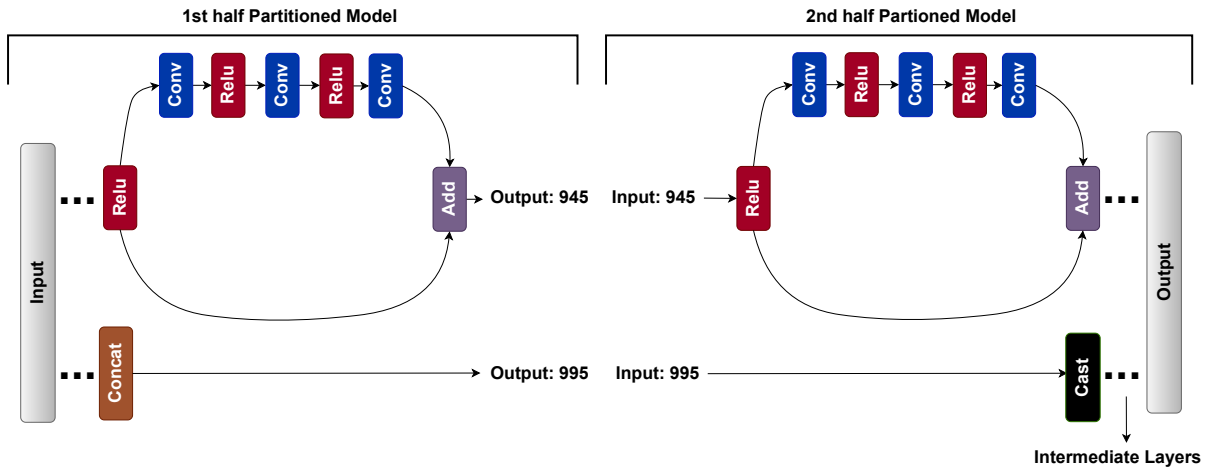 1st half Partitioned Model
2nd half Partioned Model
Conv
Relu
Conv
Relu
Conv
Conv
Relu
Conv
Relu
Conv
Input
...
Relu
Add
Output: 945
Input: 945
Relu
Add
...
Output
...
Concat
Output: 995
Input: 995
Cast
...
Intermediate Layers